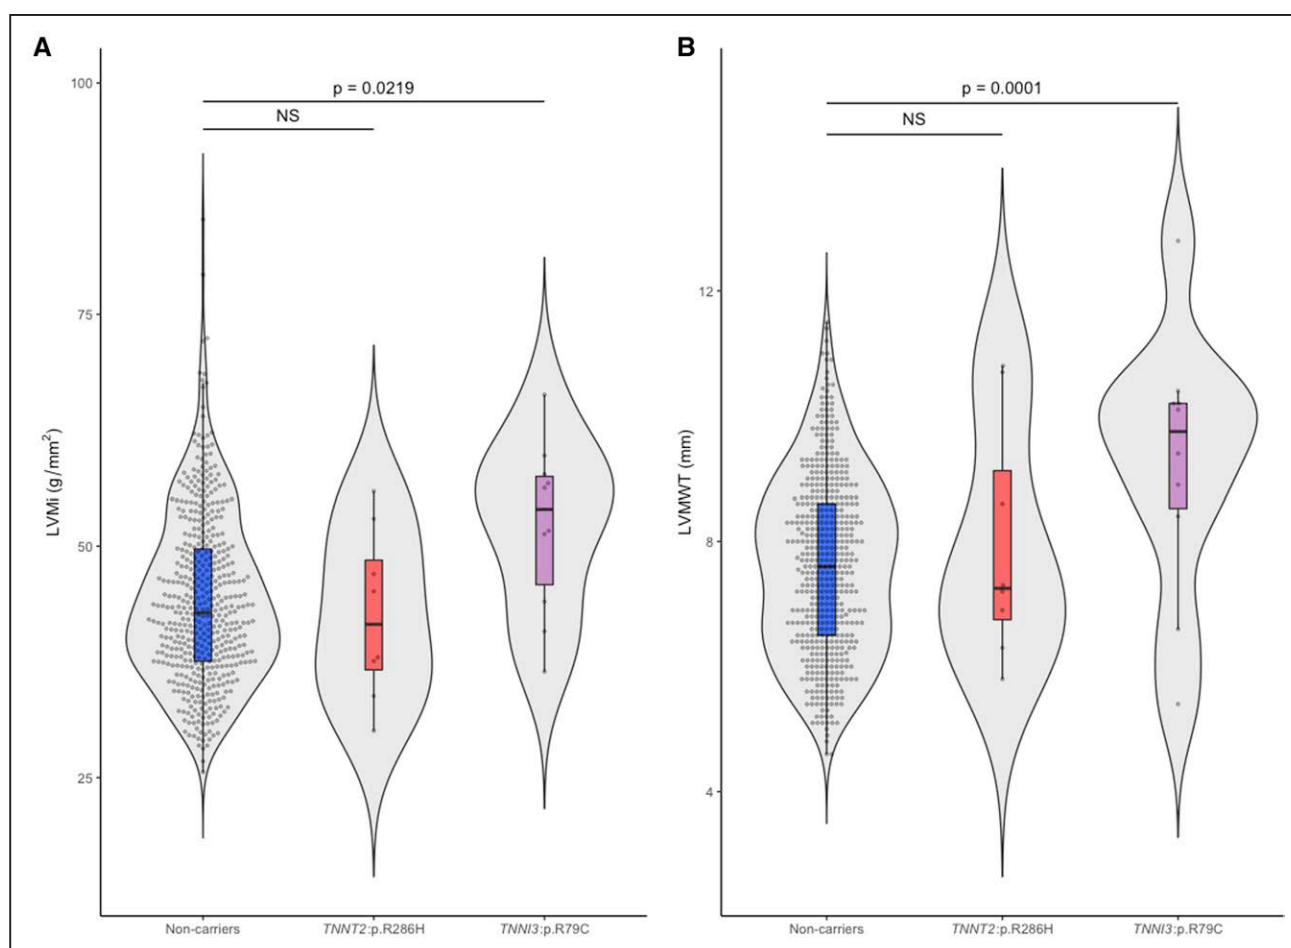 A
B
p = 0.0219
NS
p = 0.0001
NS
100
75
50
25
LVMi (g/mm²)
12
8
4
LVMWT (mm)
Non-carriers
TNNT2:p.R286H
TNNI3:p.R79C
Non-carriers
TNNT2:p.R286H
TNNI3:p.R79C